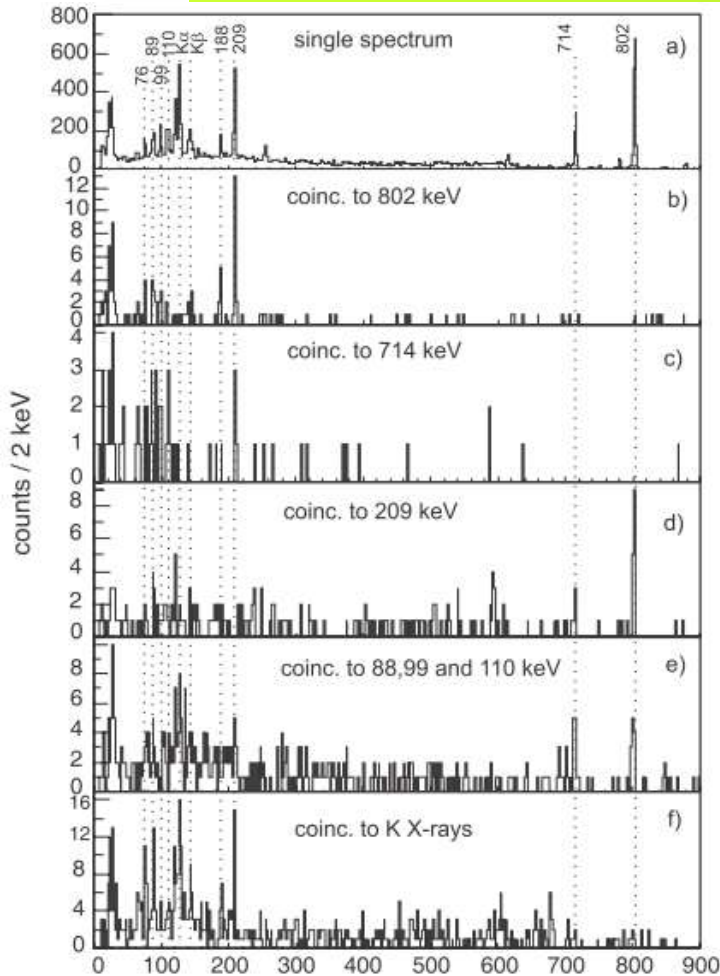 800
600
400
200
0
76
89
99
110
Kα
Kβ
188
209
714
802
single spectrum
a)
12
10
8
6
4
2
0
coinc. to 802 keV
b)
4
3
2
1
0
coinc. to 714 keV
c)
8
6
4
2
0
coinc. to 209 keV
d)
8
6
4
2
0
coinc. to 88,99 and 110 keV
e)
16
12
8
4
0
coinc. to K X-rays
f)
counts / 2 keV
0 100 200 300 400 500 600 700 800 900